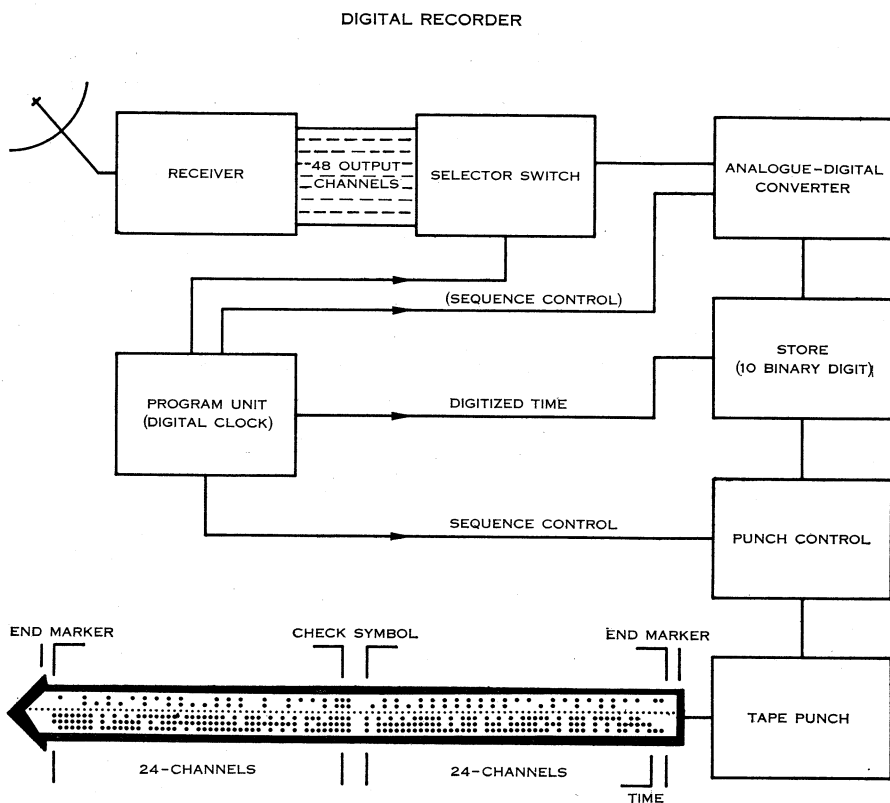 DIGITAL RECORDER
RECEIVER
48 OUTPUT
CHANNELS
SELECTOR SWITCH
ANALOGUE-DIGITAL
CONVERTER
(SEQUENCE CONTROL)
STORE
(10 BINARY DIGIT)
PROGRAM UNIT
(DIGITAL CLOCK)
DIGITIZED TIME
SEQUENCE CONTROL
PUNCH CONTROL
END MARKER
CHECK SYMBOL
END MARKER
TAPE PUNCH
24-CHANNELS
24-CHANNELS
TIME